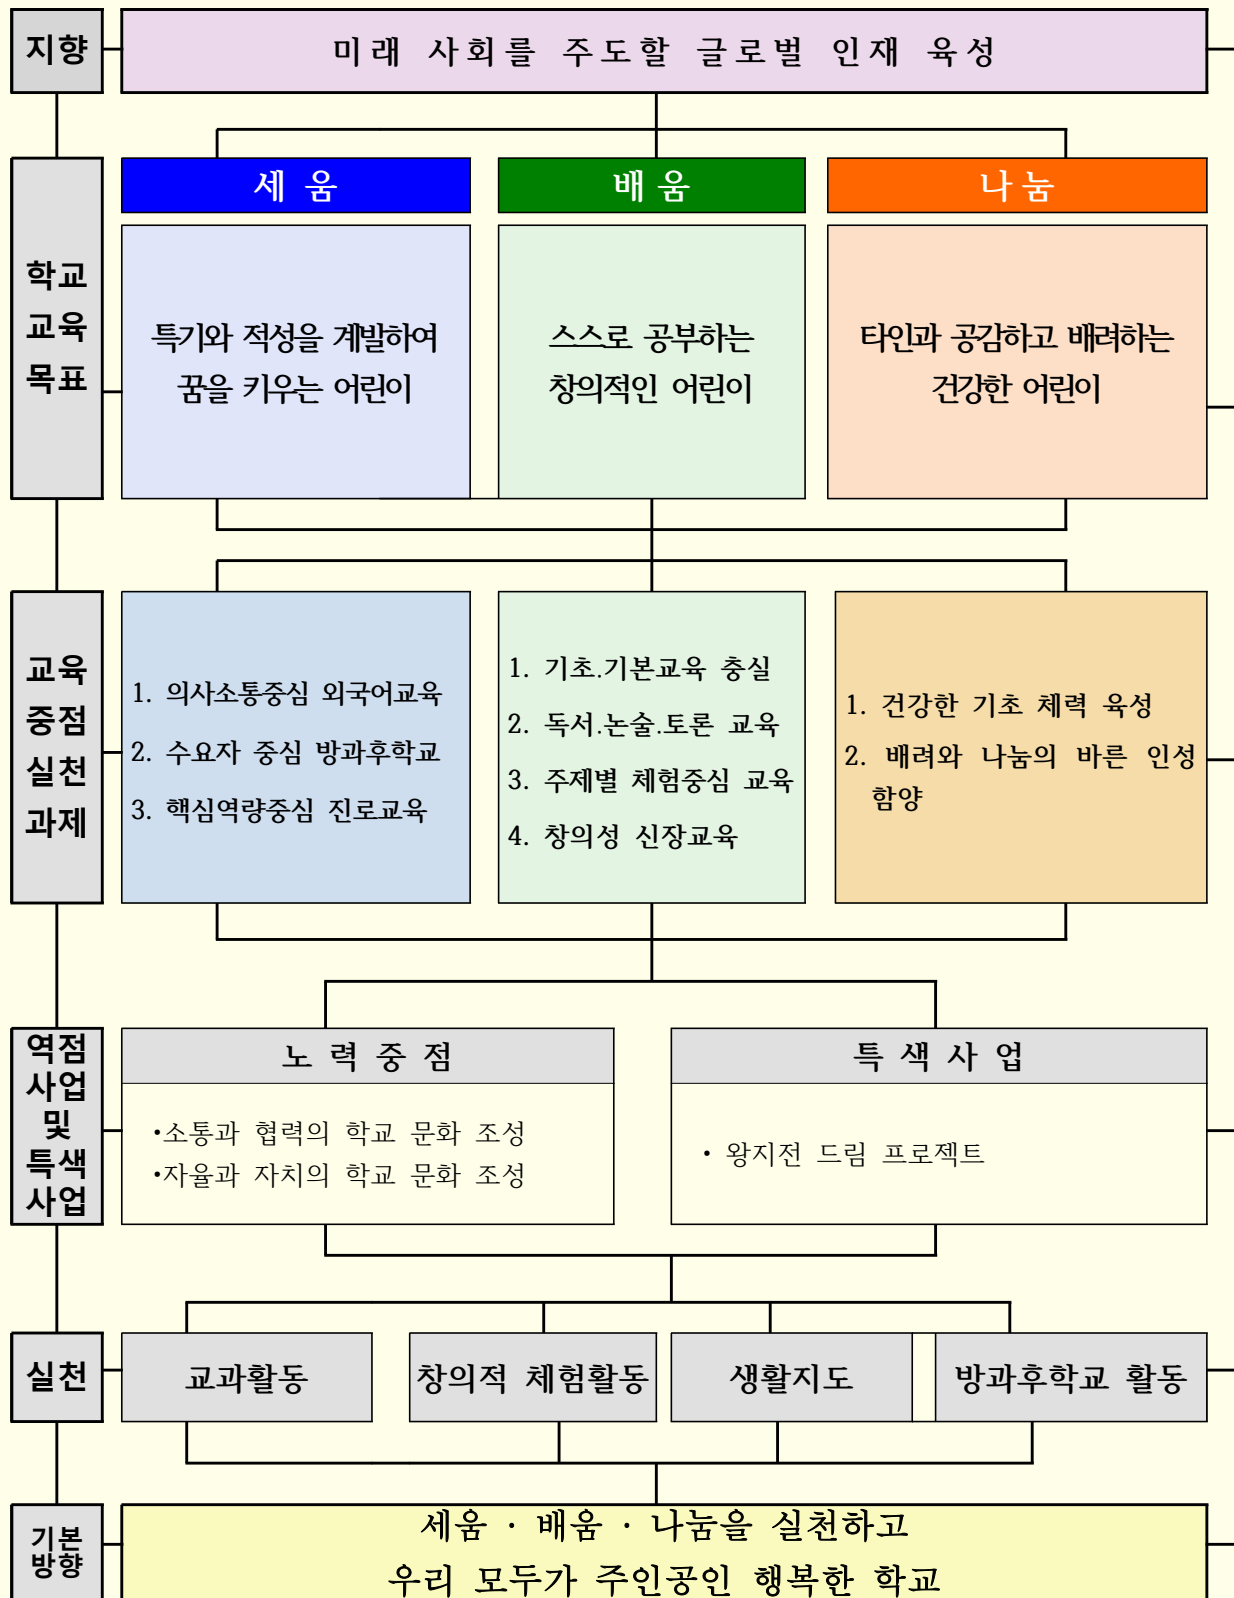 지향
미래 사회를 주도할 글로벌 인재 육성
학교
교육
목표
세 움
특기와 적성을 계발하여
꿈을 키우는 어린이
배 움
스스로 공부하는
창의적인 어린이
나 눔
타인과 공감하고 배려하는
건강한 어린이
교육
중점
실천
과제
1. 의사소통중심 외국어교육
2. 수요자 중심 방과후학교
3. 핵심역량중심 진로교육
1. 기초.기본교육 충실
2. 독서.논술.토론 교육
3. 주제별 체험중심 교육
4. 창의성 신장교육
1. 건강한 기초 체력 육성
2. 배려와 나눔의 바른 인성
함양
역점
사업
및
특색
사업
노 력 중 점
•소통과 협력의 학교 문화 조성
•자율과 자치의 학교 문화 조성
특 색 사 업
• 왕지전 드림 프로젝트
실천
교과활동
창의적 체험활동
생활지도
방과후학교 활동
기본
방향
세움 · 배움 · 나눔을 실천하고
우리 모두가 주인공인 행복한 학교